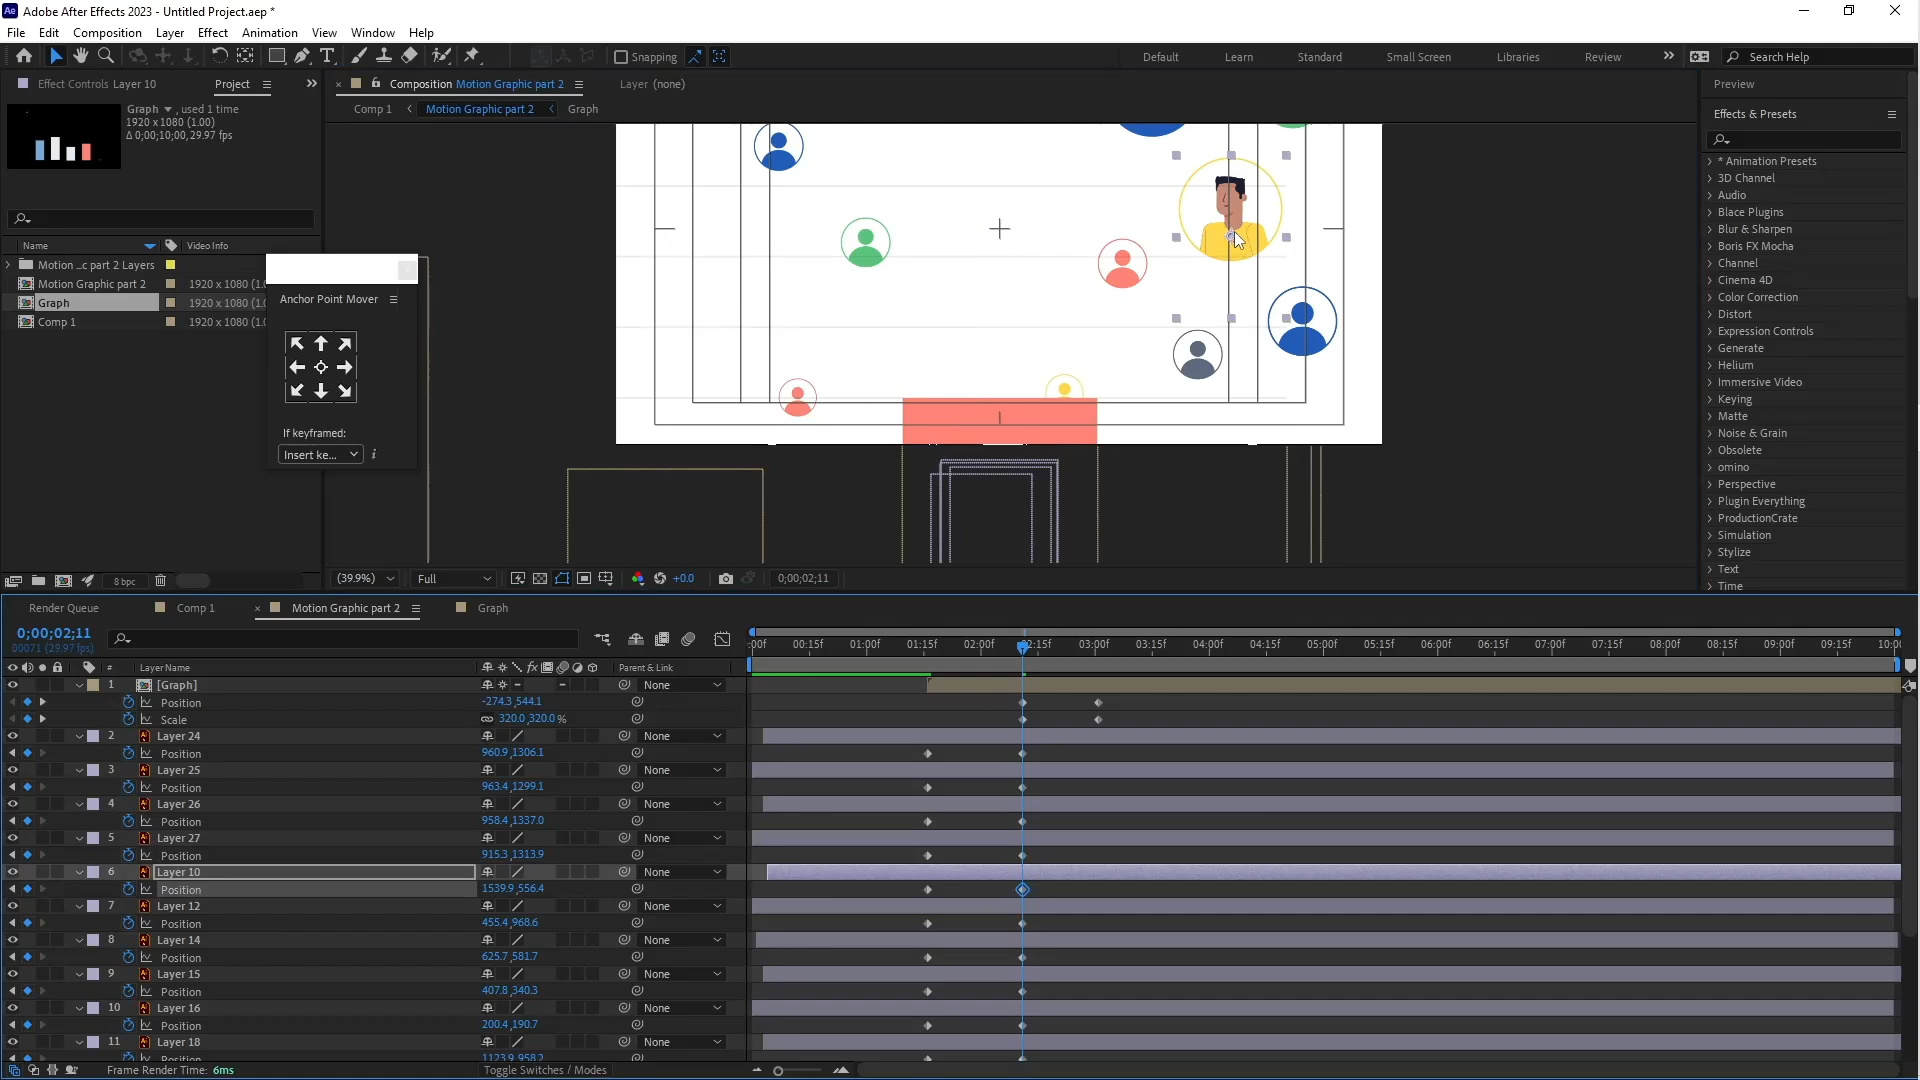 Ae Adobe After Effects 2023 - Untitled Project.aep *
File Edit Composition Layer Effect Animation View Window Help
Snapping Default Learn Standard Small Screen Libraries Review Search Help
Effect Controls Layer 10 Project
Composition Motion Graphic part 2 Layer (none)
Comp 1 Motion Graphic part 2 Graph
Graph , used 1 time
1920 x 1080 (1.00)
Δ 0;00;10;00, 29.97 fps
Name Video Info
Motion ...c part 2 Layers
Motion Graphic part 2 1920 x 1080 (1.0
Graph 1920 x 1080 (1.0
Comp 1 1920 x 1080 (1.0
Anchor Point Mover
If keyframed:
Insert ke...
i
8 bpc
(39.9%) Full +0.0 0;00;02;11
Preview
Effects & Presets
* Animation Presets
3D Channel
Audio
Blace Plugins
Blur & Sharpen
Boris FX Mocha
Channel
Cinema 4D
Color Correction
Distort
Expression Controls
Generate
Helium
Immersive Video
Keying
Matte
Noise & Grain
Obsolete
omino
Perspective
Plugin Everything
ProductionCrate
Simulation
Stylize
Text
Time
Render Queue Comp 1 Motion Graphic part 2 Graph
0;00;02;11
00071 (29.97 fps)
:00f 00:15f 01:00f 01:15f 02:00f 02:15f 03:00f 03:15f 04:00f 04:15f 05:00f 05:15f 06:00f 06:15f 07:00f 07:15f 08:00f 08:15f 09:00f 09:15f 10:00
# Layer Name fx Parent & Link
1 [Graph] None
Position -274.3,544.1
Scale 320.0,320.0%
2 Layer 24 None
Position 960.9,1306.1
3 Layer 25 None
Position 963.4,1299.1
4 Layer 26 None
Position 958.4,1337.0
5 Layer 27 None
Position 915.3,1313.9
6 Layer 10 None
Position 1539.9,556.4
7 Layer 12 None
Position 455.4,968.6
8 Layer 14 None
Position 625.7,581.7
9 Layer 15 None
Position 407.8,340.3
10 Layer 16 None
Position 200.4,190.7
11 Layer 18 None
Position 1123.9,958.2
Frame Render Time: 6ms Toggle Switches / Modes